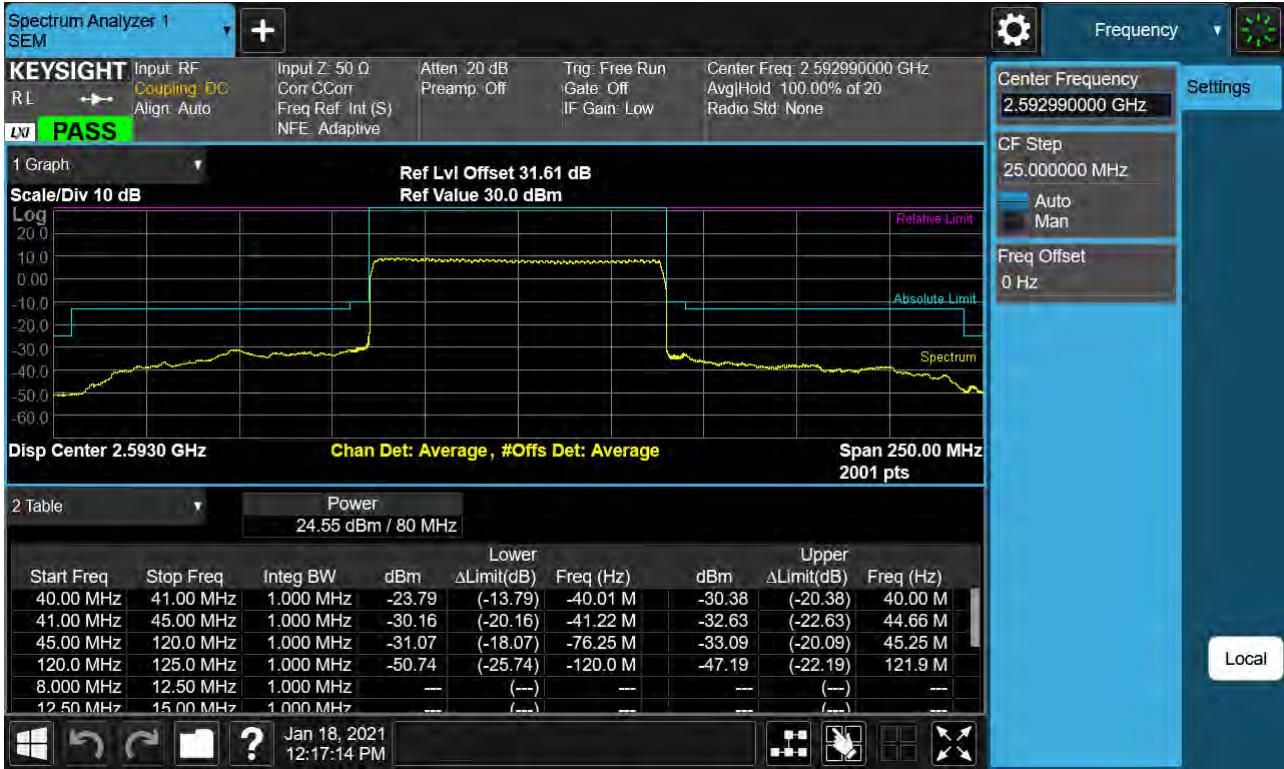 Spectrum Analyzer 1
SEM
Frequency
KEYSIGHT
Input: RF
Coupling: DC
Align: Auto
Input Z: 50 Ω
Corr CCorr
Freq Ref: Int (S)
NFE: Adaptive
Atten: 20 dB
Preamp: Off
Trig: Free Run
Gate: Off
IF Gain: Low
Center Freq: 2.592990000 GHz
Avg|Hold: 100.00% of 20
Radio Std: None
R L
LXI PASS
Center Frequency
2.592990000 GHz
Settings
CF Step
25.000000 MHz
Auto
Man
Freq Offset
0 Hz
Local
1 Graph
Scale/Div 10 dB
Ref Lvl Offset 31.61 dB
Ref Value 30.0 dBm
Log
20.0
10.0
0.00
-10.0
-20.0
-30.0
-40.0
-50.0
-60.0
Relative Limit
Absolute Limit
Spectrum
Disp Center 2.5930 GHz Chan Det: Average , #Offs Det: Average Span 250.00 MHz
2001 pts
2 Table
Power
24.55 dBm / 80 MHz
Lower Upper
Start Freq Stop Freq Integ BW dBm ΔLimit(dB) Freq (Hz) dBm ΔLimit(dB) Freq (Hz)
40.00 MHz 41.00 MHz 1.000 MHz -23.79 (-13.79) -40.01 M -30.38 (-20.38) 40.00 M
41.00 MHz 45.00 MHz 1.000 MHz -30.16 (-20.16) -41.22 M -32.63 (-22.63) 44.66 M
45.00 MHz 120.0 MHz 1.000 MHz -31.07 (-18.07) -76.25 M -33.09 (-20.09) 45.25 M
120.0 MHz 125.0 MHz 1.000 MHz -50.74 (-25.74) -120.0 M -47.19 (-22.19) 121.9 M
8.000 MHz 12.50 MHz 1.000 MHz --- (---) --- --- (---) ---
12.50 MHz 15.00 MHz 1.000 MHz --- (---) --- --- (---) ---
?
Jan 18, 2021
12:17:14 PM